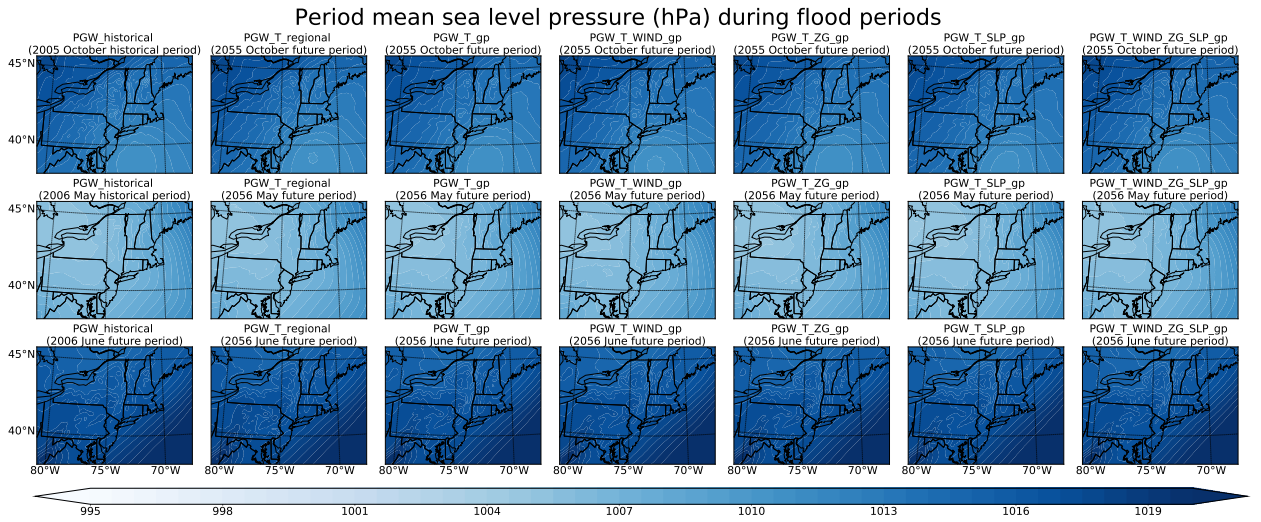 Period mean sea level pressure (hPa) during flood periods
PGW_historical PGW_T_regional PGW_T_gp PGW_T_WIND_gp PGW_T_ZG_gp PGW_T_SLP_gp PGW_T_WIND_ZG_SLP_gp
(2005 October historical period) (2055 October future period) (2055 October future period) (2055 October future period) (2055 October future period) (2055 October future period) (2055 October future period)
45°N
40°N
PGW_historical PGW_T_regional PGW_T_gp PGW_T_WIND_gp PGW_T_ZG_gp PGW_T_SLP_gp PGW_T_WIND_ZG_SLP_gp
(2006 May historical period) (2056 May future period) (2056 May future period) (2056 May future period) (2056 May future period) (2056 May future period) (2056 May future period)
45°N
40°N
PGW_historical PGW_T_regional PGW_T_gp PGW_T_WIND_gp PGW_T_ZG_gp PGW_T_SLP_gp PGW_T_WIND_ZG_SLP_gp
(2006 June future period) (2056 June future period) (2056 June future period) (2056 June future period) (2056 June future period) (2056 June future period) (2056 June future period)
45°N
40°N
80°W 75°W 70°W 80°W 75°W 70°W 80°W 75°W 70°W 80°W 75°W 70°W 80°W 75°W 70°W 80°W 75°W 70°W 80°W 75°W 70°W
995 998 1001 1004 1007 1010 1013 1016 1019